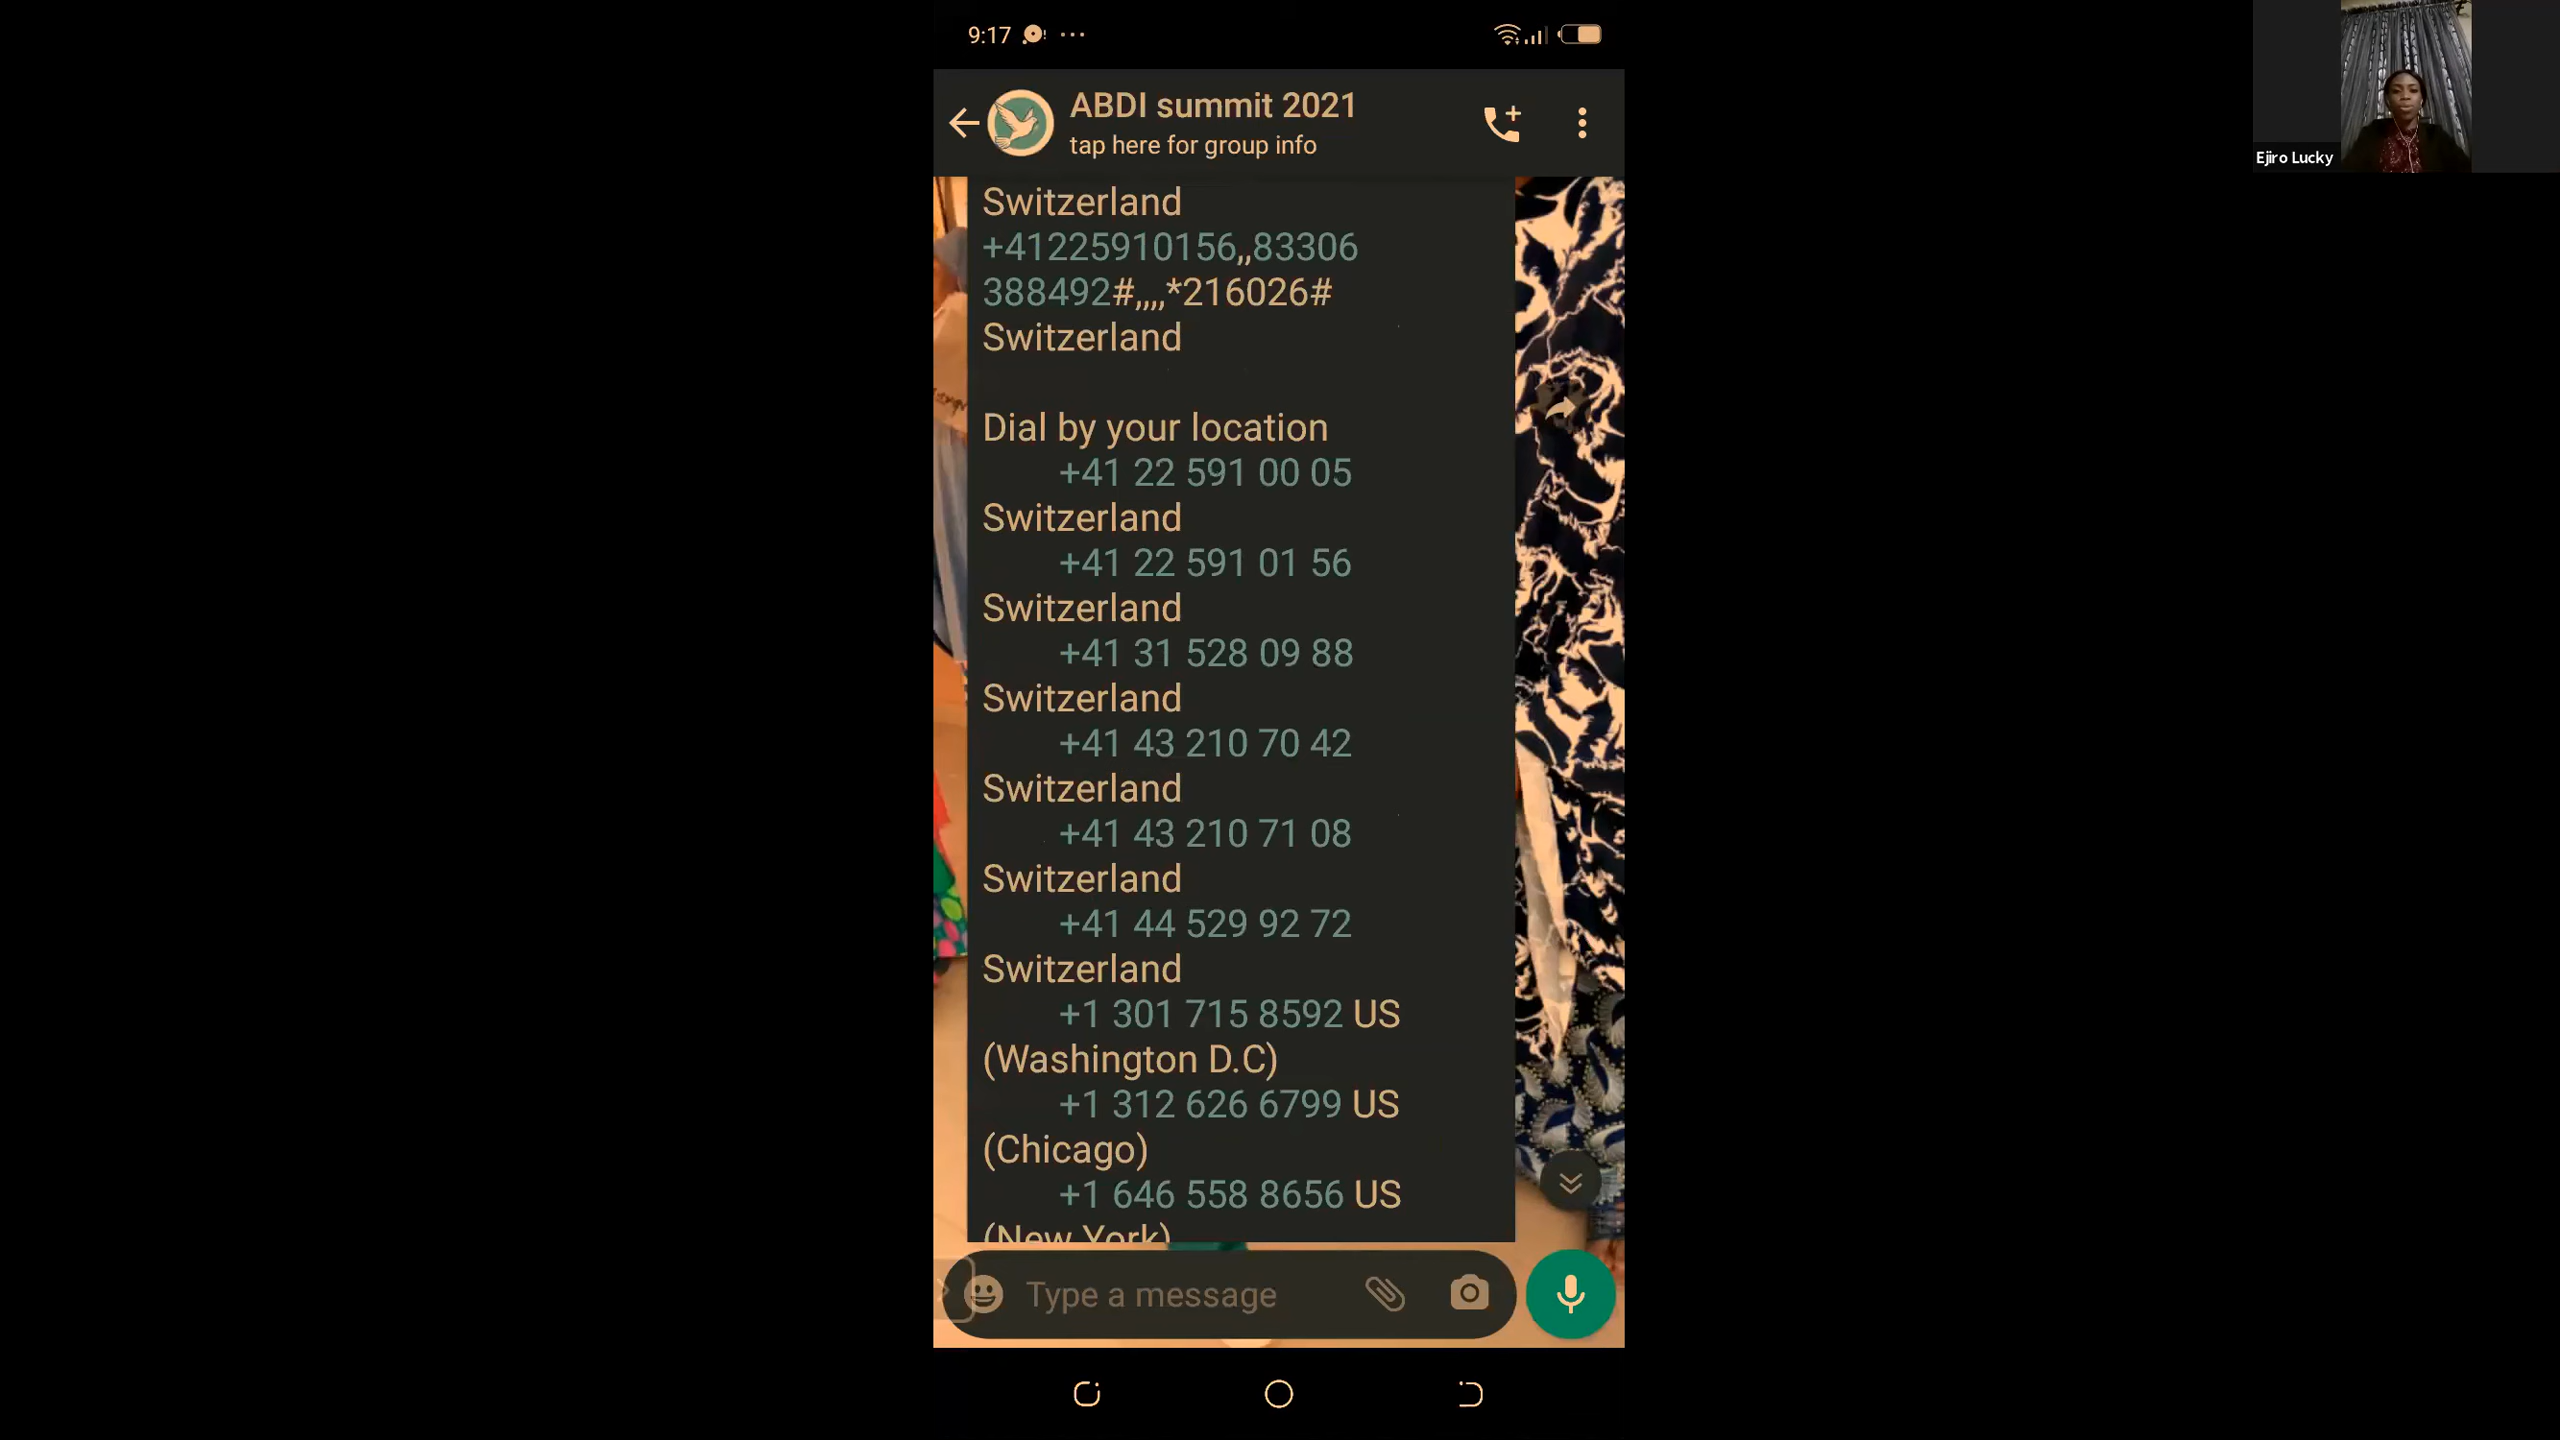 9:17
ABDI summit 2021
tap here for group info
Ejiro Lucky
Switzerland
+41225910156,,83306
388492#,,,,*216026#
Switzerland
Dial by your location
+41 22 591 00 05
Switzerland
+41 22 591 01 56
Switzerland
+41 31 528 09 88
Switzerland
+41 43 210 70 42
Switzerland
+41 43 210 71 08
Switzerland
+41 44 529 92 72
Switzerland
+1 301 715 8592 US
(Washington D.C)
+1 312 626 6799 US
(Chicago)
+1 646 558 8656 US
(New York)
Type a message